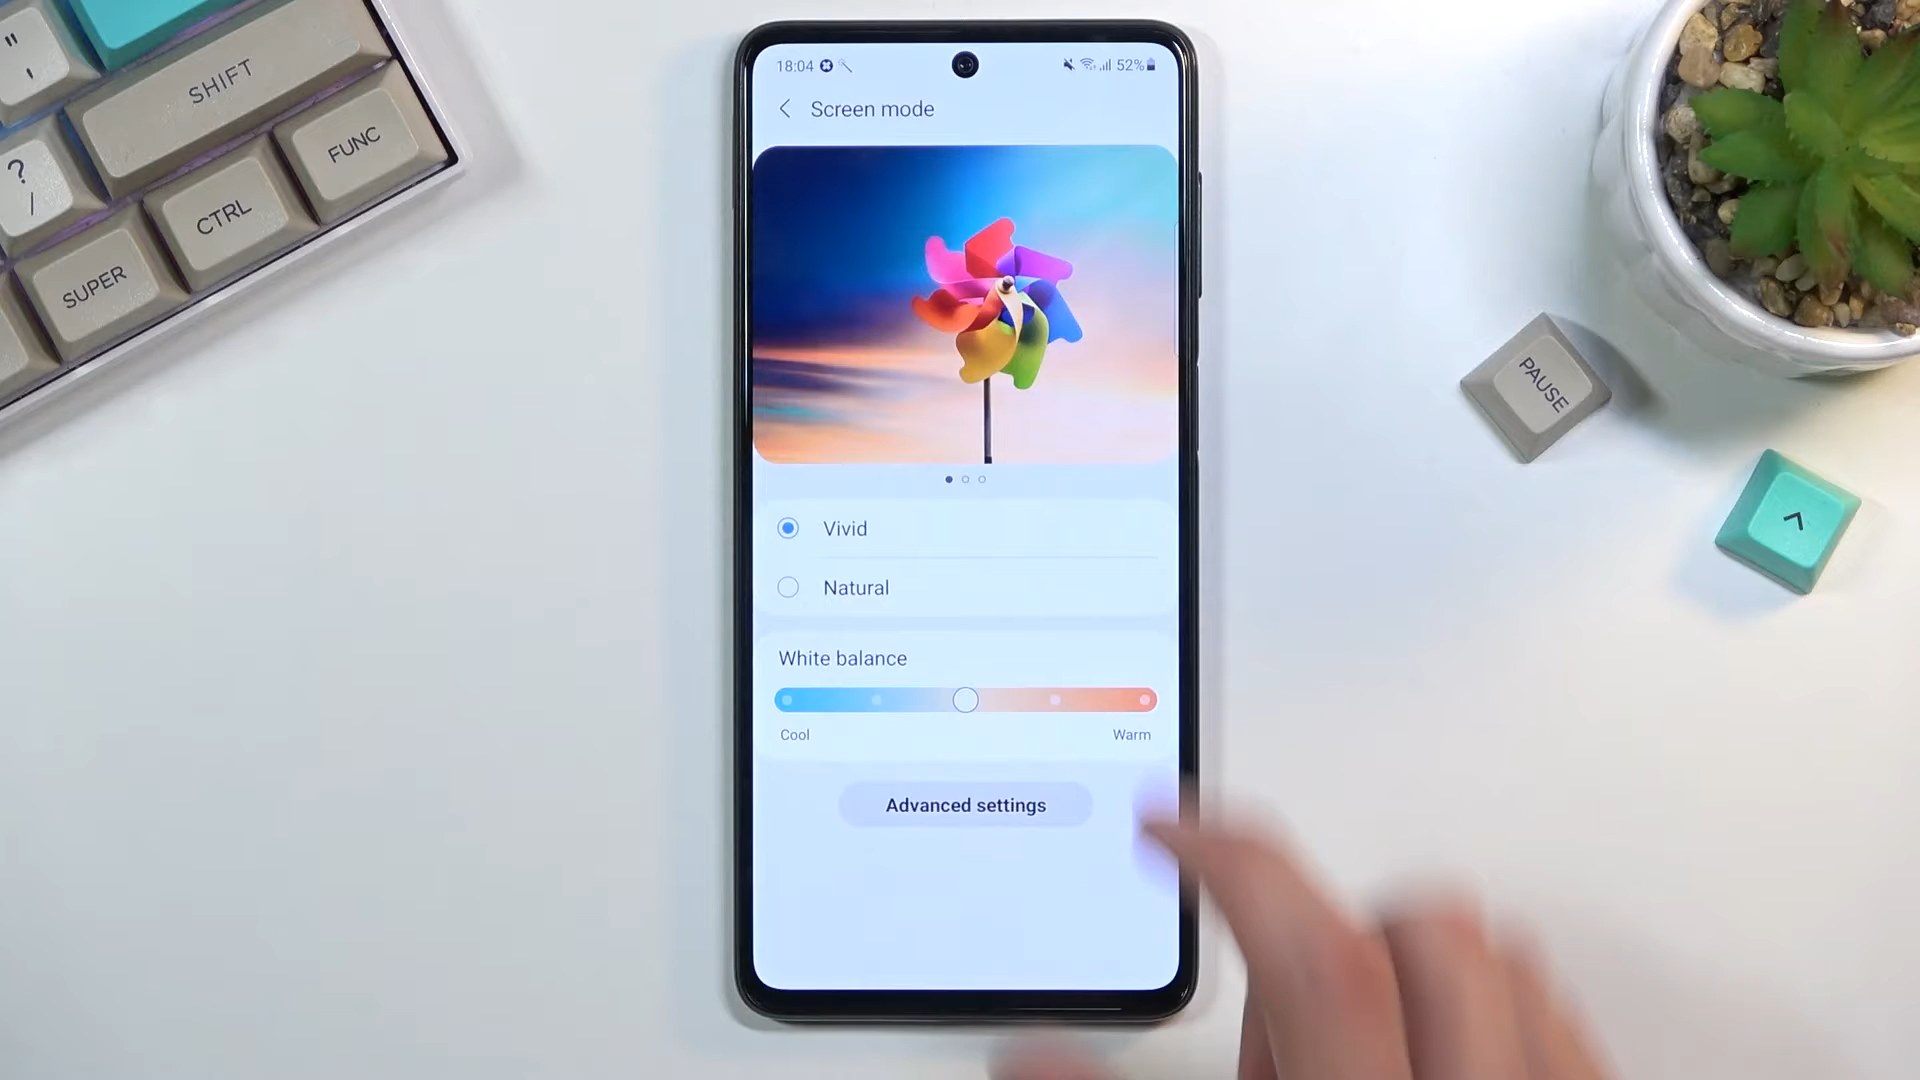 "
'
SHIFT
?
/
CTRL
FUNC
SUPER
18:04
52%
Screen mode
Vivid
Natural
White balance
Cool
Warm
Advanced settings
PAUSE
^